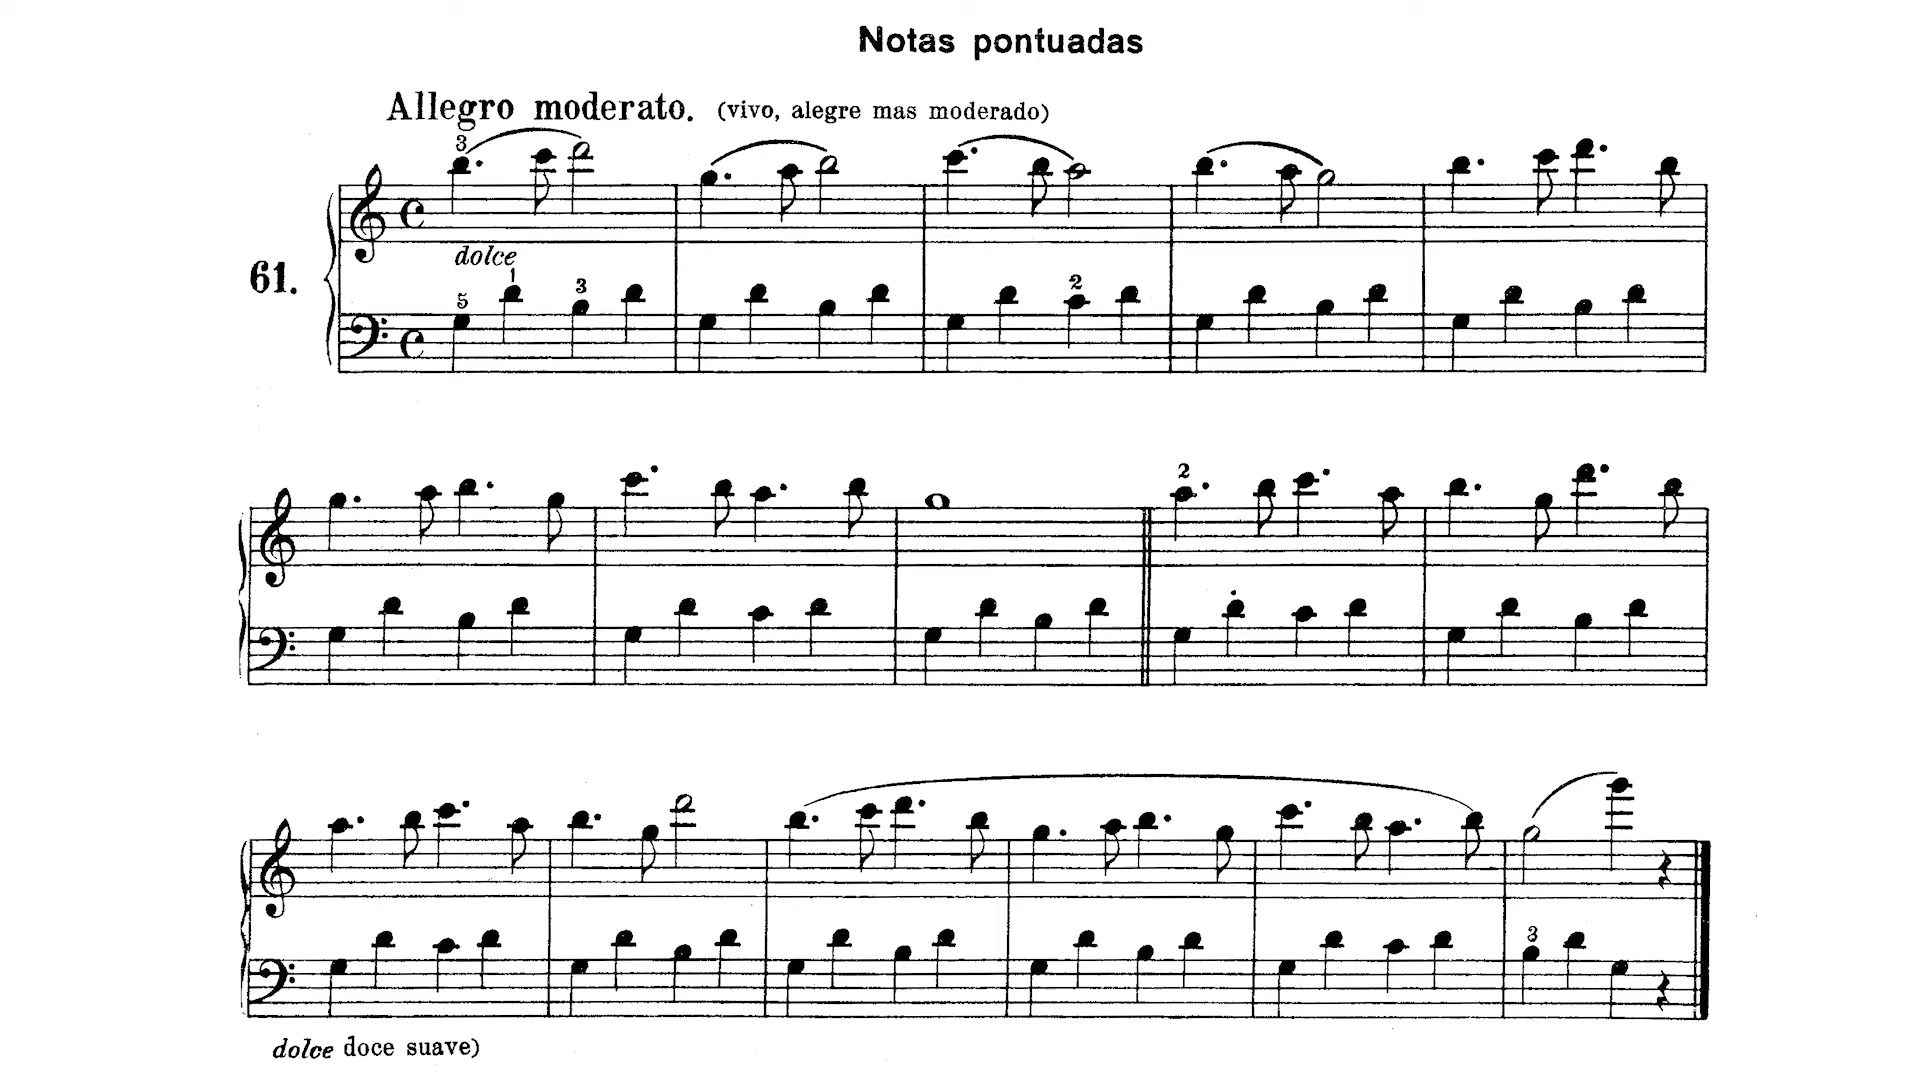 Notas pontuadas
Allegro moderato. (vivo, alegre mas moderado)
3
dolce
61.
5 1 3 2
2
3
dolce doce suave)